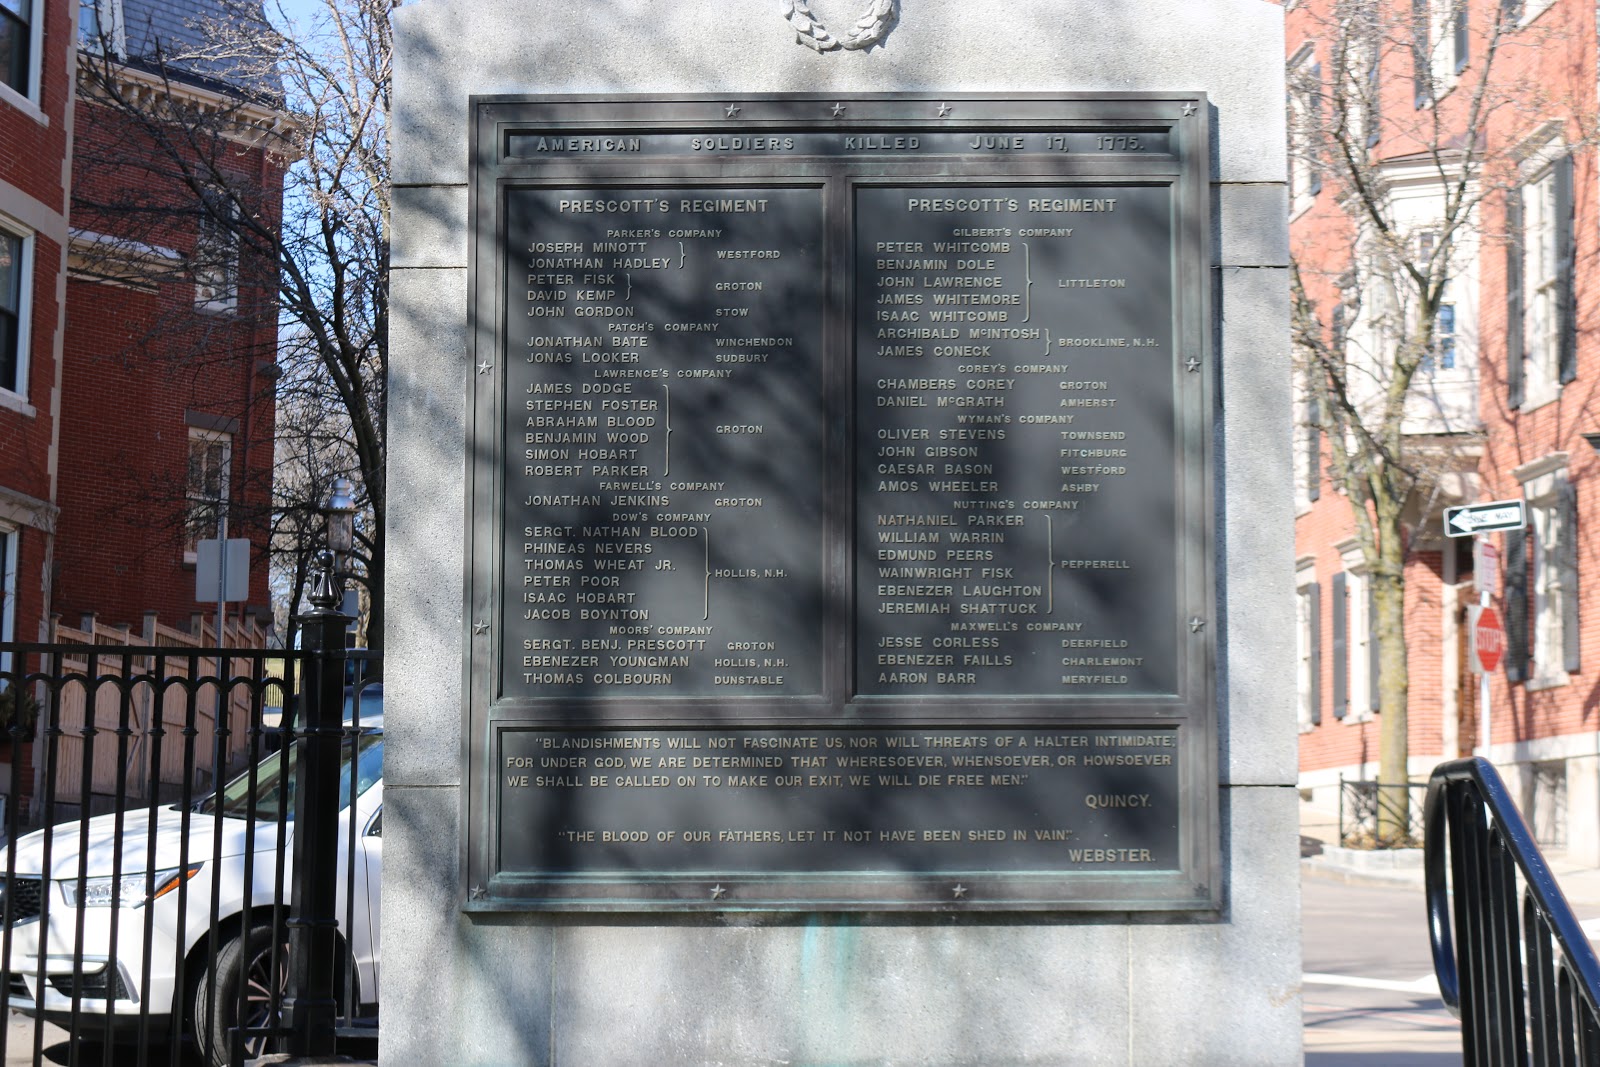 AMERICAN SOLDIERS KILLED JUNE 17, 1775.
PRESCOTT'S REGIMENT
PARKER'S COMPANY
JOSEPH MINOTT
JONATHAN HADLEY
WESTFORD
PETER FISK
DAVID KEMP
GROTON
JOHN GORDON STOW
PATCH'S COMPANY
JONATHAN BATE WINCHENDON
JONAS LOOKER SUDBURY
LAWRENCE'S COMPANY
JAMES DODGE
STEPHEN FOSTER
ABRAHAM BLOOD
BENJAMIN WOOD
SIMON HOBART
ROBERT PARKER
GROTON
FARWELL'S COMPANY
JONATHAN JENKINS GROTON
DOW'S COMPANY
SERGT. NATHAN BLOOD
PHINEAS NEVERS
THOMAS WHEAT JR.
PETER POOR
ISAAC HOBART
JACOB BOYNTON
HOLLIS, N.H.
MOORS' COMPANY
SERGT. BENJ. PRESCOTT GROTON
EBENEZER YOUNGMAN HOLLIS, N.H.
THOMAS COLBOURN DUNSTABLE
PRESCOTT'S REGIMENT
GILBERT'S COMPANY
PETER WHITCOMB
BENJAMIN DOLE
JOHN LAWRENCE
JAMES WHITEMORE
ISAAC WHITCOMB
LITTLETON
ARCHIBALD McINTOSH
JAMES CONECK
BROOKLINE, N.H.
COREY'S COMPANY
CHAMBERS COREY GROTON
DANIEL McGRATH AMHERST
WYMAN'S COMPANY
OLIVER STEVENS TOWNSEND
JOHN GIBSON FITCHBURG
CAESAR BASON WESTFORD
AMOS WHEELER ASHBY
NUTTING'S COMPANY
NATHANIEL PARKER
WILLIAM WARRIN
EDMUND PEERS
WAINWRIGHT FISK
EBENEZER LAUGHTON
JEREMIAH SHATTUCK
PEPPERELL
MAXWELL'S COMPANY
JESSE CORLESS DEERFIELD
EBENEZER FAILLS CHARLEMONT
AARON BARR MERYFIELD
"BLANDISHMENTS WILL NOT FASCINATE US, NOR WILL THREATS OF A HALTER INTIMIDATE;
FOR UNDER GOD, WE ARE DETERMINED THAT WHERESOEVER, WHENSOEVER, OR HOWSOEVER
WE SHALL BE CALLED ON TO MAKE OUR EXIT, WE WILL DIE FREE MEN."
QUINCY.
"THE BLOOD OF OUR FATHERS, LET IT NOT HAVE BEEN SHED IN VAIN".
WEBSTER.
ONE WAY
STOP